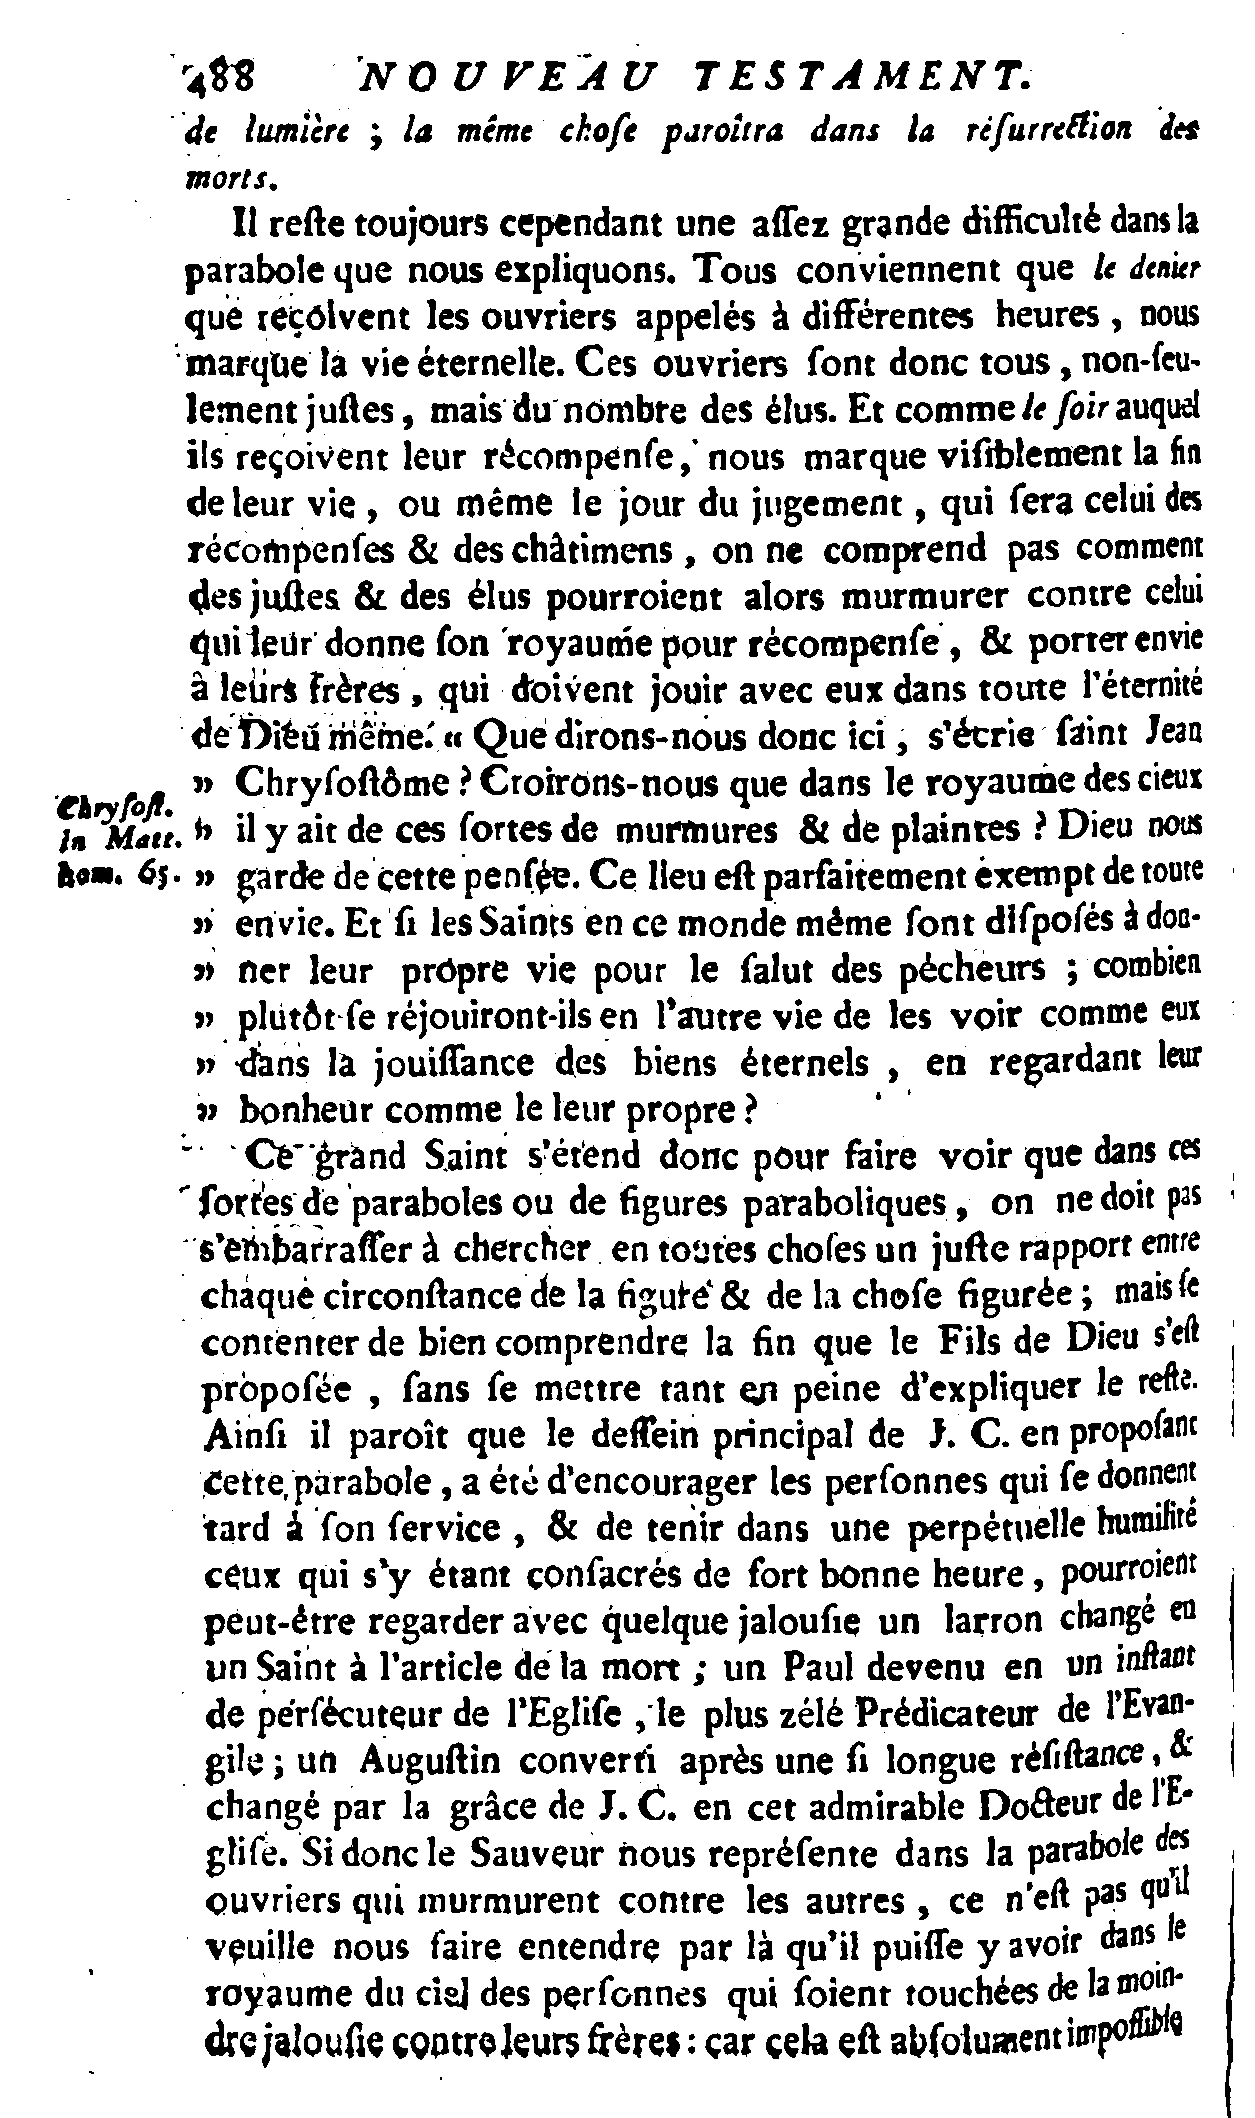 488 NOUVEAU TESTAMENT.
de lumière ; la même choſe paroîtra dans la réſurrection des
morts.
Il reſte toujours cependant une aſſez grande difficulté dans la
parabole que nous expliquons. Tous conviennent que le denier
que reçoivent les ouvriers appelés à différentes heures , nous
marque la vie éternelle. Ces ouvriers ſont donc tous , non-ſeu-
lement juſtes , mais du nombre des élus. Et comme le ſoir auquel
ils reçoivent leur récompenſe , nous marque viſiblement la fin
de leur vie , ou même le jour du jugement , qui ſera celui des
récompenſes & des châtimens , on ne comprend pas comment
des juſtes & des élus pourroient alors murmurer contre celui
qui leur donne ſon royaume pour récompenſe , & porter envie
à leurs frères , qui doivent jouir avec eux dans toute l'éternité
de Dieu même. « Que dirons-nous donc ici , s'écrie ſaint Jean
» Chryſoſtôme ? Croirons-nous que dans le royaume des cieux
Chryſoſt.
in Matt.
hom. 65.
» il y ait de ces ſortes de murmures & de plaintes ? Dieu nous
» garde de cette penſée. Ce lieu eſt parfaitement exempt de toute
» envie. Et ſi les Saints en ce monde même ſont diſpoſés à don-
» ner leur propre vie pour le ſalut des pécheurs ; combien
» plutôt ſe réjouiront-ils en l'autre vie de les voir comme eux
» dans la jouiſſance des biens éternels , en regardant leur
» bonheur comme le leur propre ?
Ce grand Saint s'étend donc pour faire voir que dans ces
ſortes de paraboles ou de figures paraboliques , on ne doit pas
s'embarraſſer à chercher en toutes choſes un juſte rapport entre
chaque circonſtance de la figure & de la choſe figurée ; mais ſe
contenter de bien comprendre la fin que le Fils de Dieu s'eſt
propoſée , ſans ſe mettre tant en peine d'expliquer le reſte.
Ainſi il paroît que le deſſein principal de J. C. en propoſant
cette parabole , a été d'encourager les perſonnes qui ſe donnent
tard à ſon ſervice , & de tenir dans une perpétuelle humilité
ceux qui s'y étant conſacrés de fort bonne heure , pourroient
peut-être regarder avec quelque jalouſie un larron changé en
un Saint à l'article de la mort ; un Paul devenu en un inſtant
de perſécuteur de l'Egliſe , le plus zélé Prédicateur de l'Evan-
gile ; un Auguſtin converti après une ſi longue réſiſtance , &
changé par la grâce de J. C. en cet admirable Docteur de l'E-
gliſe. Si donc le Sauveur nous repréſente dans la parabole des
ouvriers qui murmurent contre les autres , ce n'eſt pas qu'il
veuille nous faire entendre par là qu'il puiſſe y avoir dans le
royaume du ciel des perſonnes qui ſoient touchées de la moin-
dre jalouſie contre leurs frères : car cela eſt abſolument impoſſible